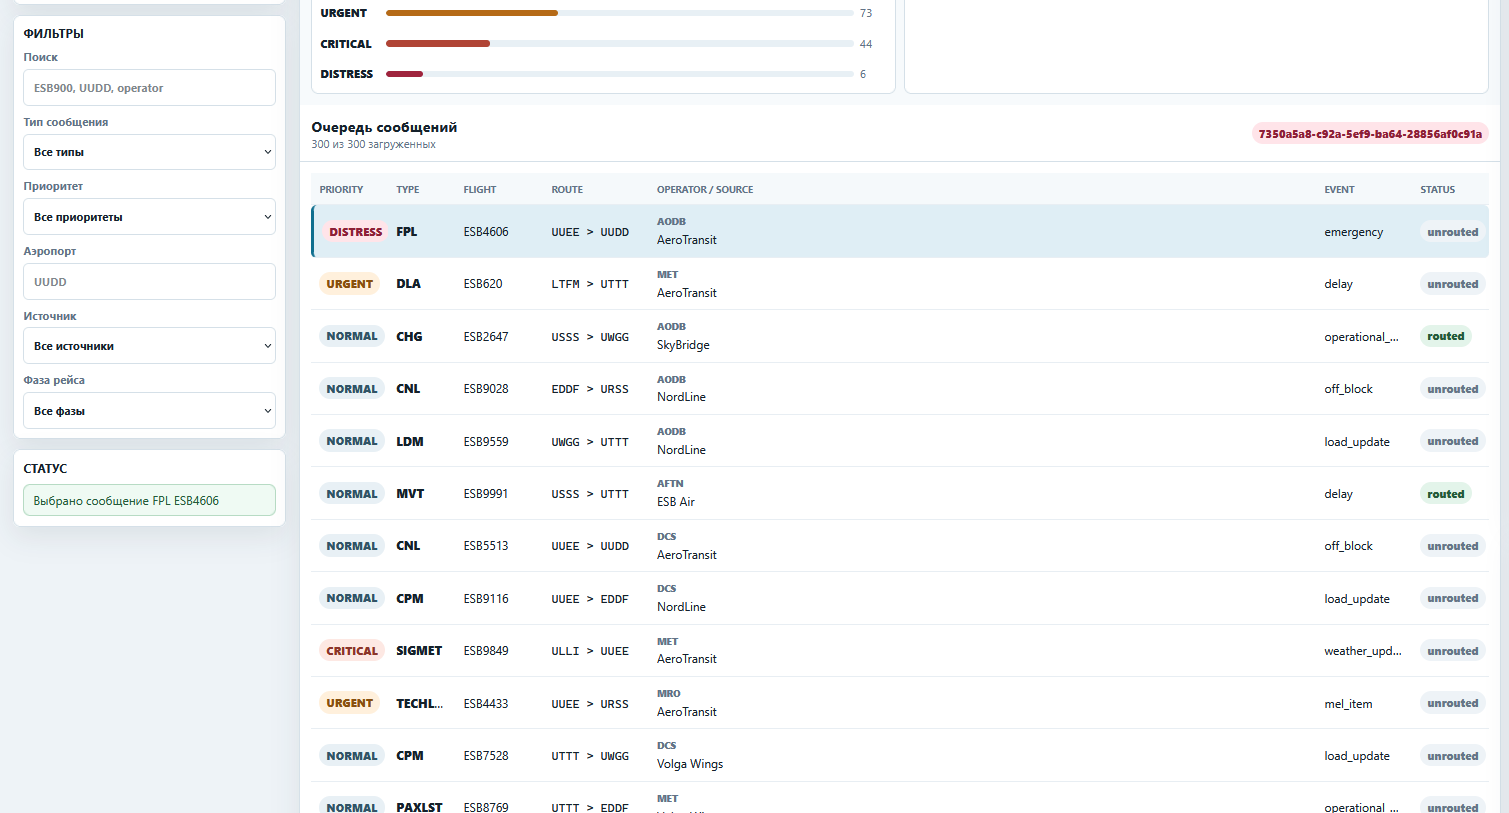 ФИЛЬТРЫ
Поиск
ESB900, UUDD, operator
Тип сообщения
Все типы
Приоритет
Все приоритеты
Аэропорт
UUDD
Источник
Все источники
Фаза рейса
Все фазы
СТАТУС
Выбрано сообщение FPL ESB4606
URGENT 73
CRITICAL 44
DISTRESS 6
Очередь сообщений
300 из 300 загруженных
7350a5a8-c92a-5ef9-ba64-28856af0c91a
PRIORITY TYPE FLIGHT ROUTE OPERATOR / SOURCE EVENT STATUS
AODB
DISTRESS FPL ESB4606 UUEE > UUDD AeroTransit emergency unrouted
MET
URGENT DLA ESB620 LTFM > UTTT AeroTransit delay unrouted
AODB
NORMAL CHG ESB2647 USSS > UWGG SkyBridge operational_... routed
AODB
NORMAL CNL ESB9028 EDDF > URSS NordLine off_block unrouted
AODB
NORMAL LDM ESB9559 UWGG > UTTT NordLine load_update unrouted
AFTN
NORMAL MVT ESB9991 USSS > UTTT ESB Air delay routed
DCS
NORMAL CNL ESB5513 UUEE > UUDD AeroTransit off_block unrouted
DCS
NORMAL CPM ESB9116 UUEE > EDDF NordLine load_update unrouted
MET
CRITICAL SIGMET ESB9849 ULLI > UUEE AeroTransit weather_upd... unrouted
MRO
URGENT TECHL... ESB4433 UUEE > URSS AeroTransit mel_item unrouted
DCS
NORMAL CPM ESB7528 UTTT > UWGG Volga Wings load_update unrouted
MET
NORMAL PAXLST ESB8769 UTTT > EDDF operational_... unrouted